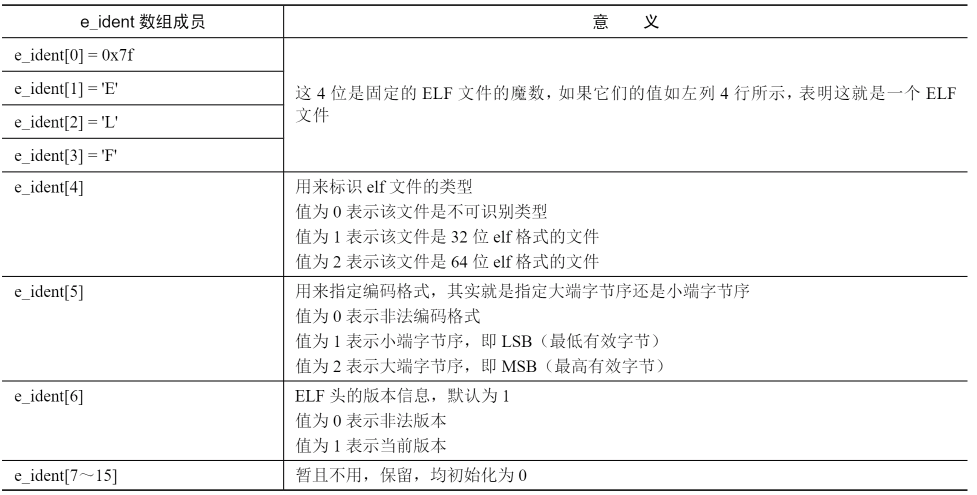 e_ident 数组成员 意 义
e_ident[0] = 0x7f
e_ident[1] = 'E'
e_ident[2] = 'L'
e_ident[3] = 'F'
这 4 位是固定的 ELF 文件的魔数，如果它们的值如左列 4 行所示，表明这就是一个 ELF
文件
e_ident[4]
用来标识 elf 文件的类型
值为 0 表示该文件是不可识别类型
值为 1 表示该文件是 32 位 elf 格式的文件
值为 2 表示该文件是 64 位 elf 格式的文件
e_ident[5]
用来指定编码格式，其实就是指定大端字节序还是小端字节序
值为 0 表示非法编码格式
值为 1 表示小端字节序，即 LSB（最低有效字节）
值为 2 表示大端字节序，即 MSB（最高有效字节）
e_ident[6]
ELF 头的版本信息，默认为 1
值为 0 表示非法版本
值为 1 表示当前版本
e_ident[7～15]
暂且不用，保留，均初始化为 0